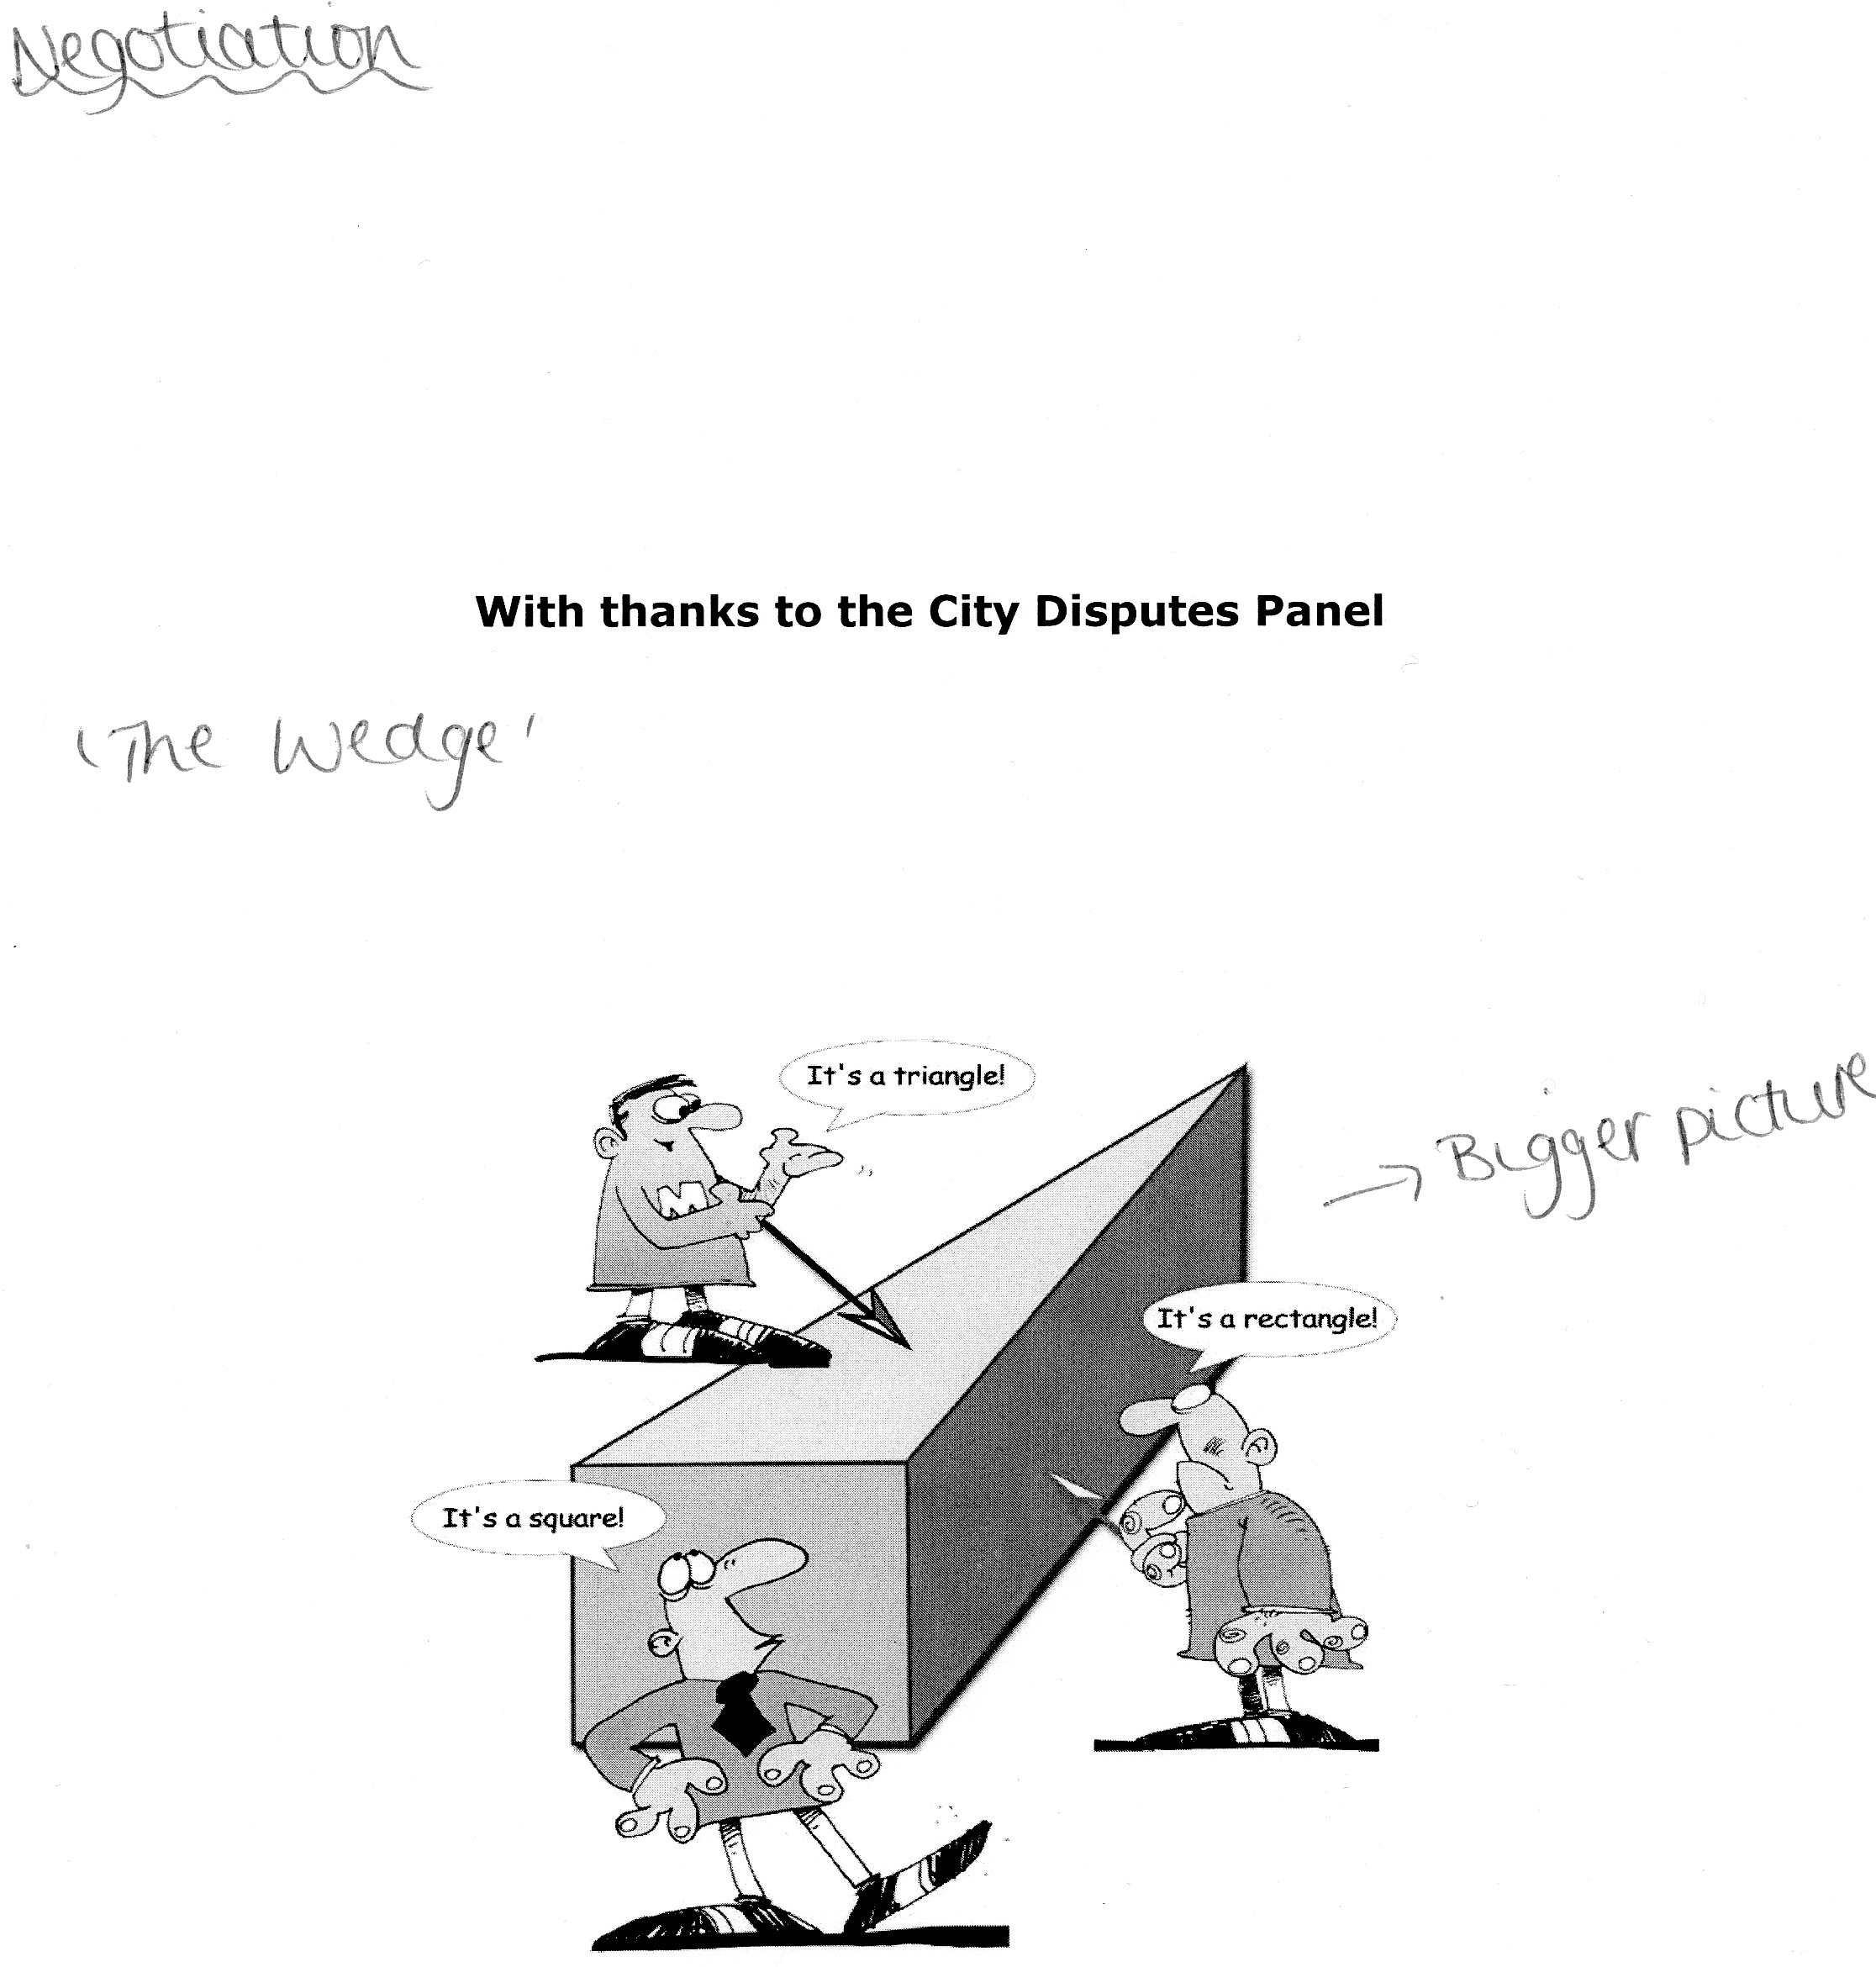 Negotiation
With thanks to the City Disputes Panel
'The Wedge'
It's a triangle!
→ Bigger picture
M
It's a rectangle!
It's a square!